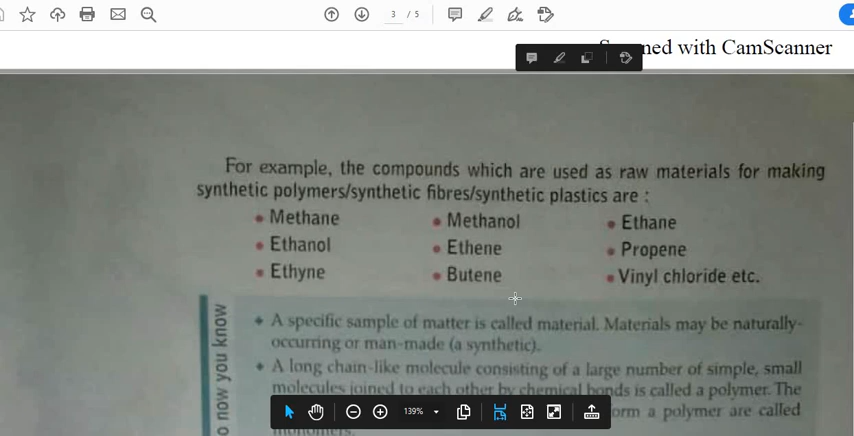 3 / 5
ned with CamScanner
For example, the compounds which are used as raw materials for making
synthetic polymers/synthetic fibres/synthetic plastics are :
• Methane • Methanol • Ethane
• Ethanol • Ethene • Propene
• Ethyne • Butene • Vinyl chloride etc.
o now you know
A specific sample of matter is called material. Materials may be naturally-
occurring or man-made (a synthetic).
A long chain-like molecule consisting of a large number of simple, small
molecules joined to each other by chemical bonds is called a polymer. The
orm a polymer are called
139%